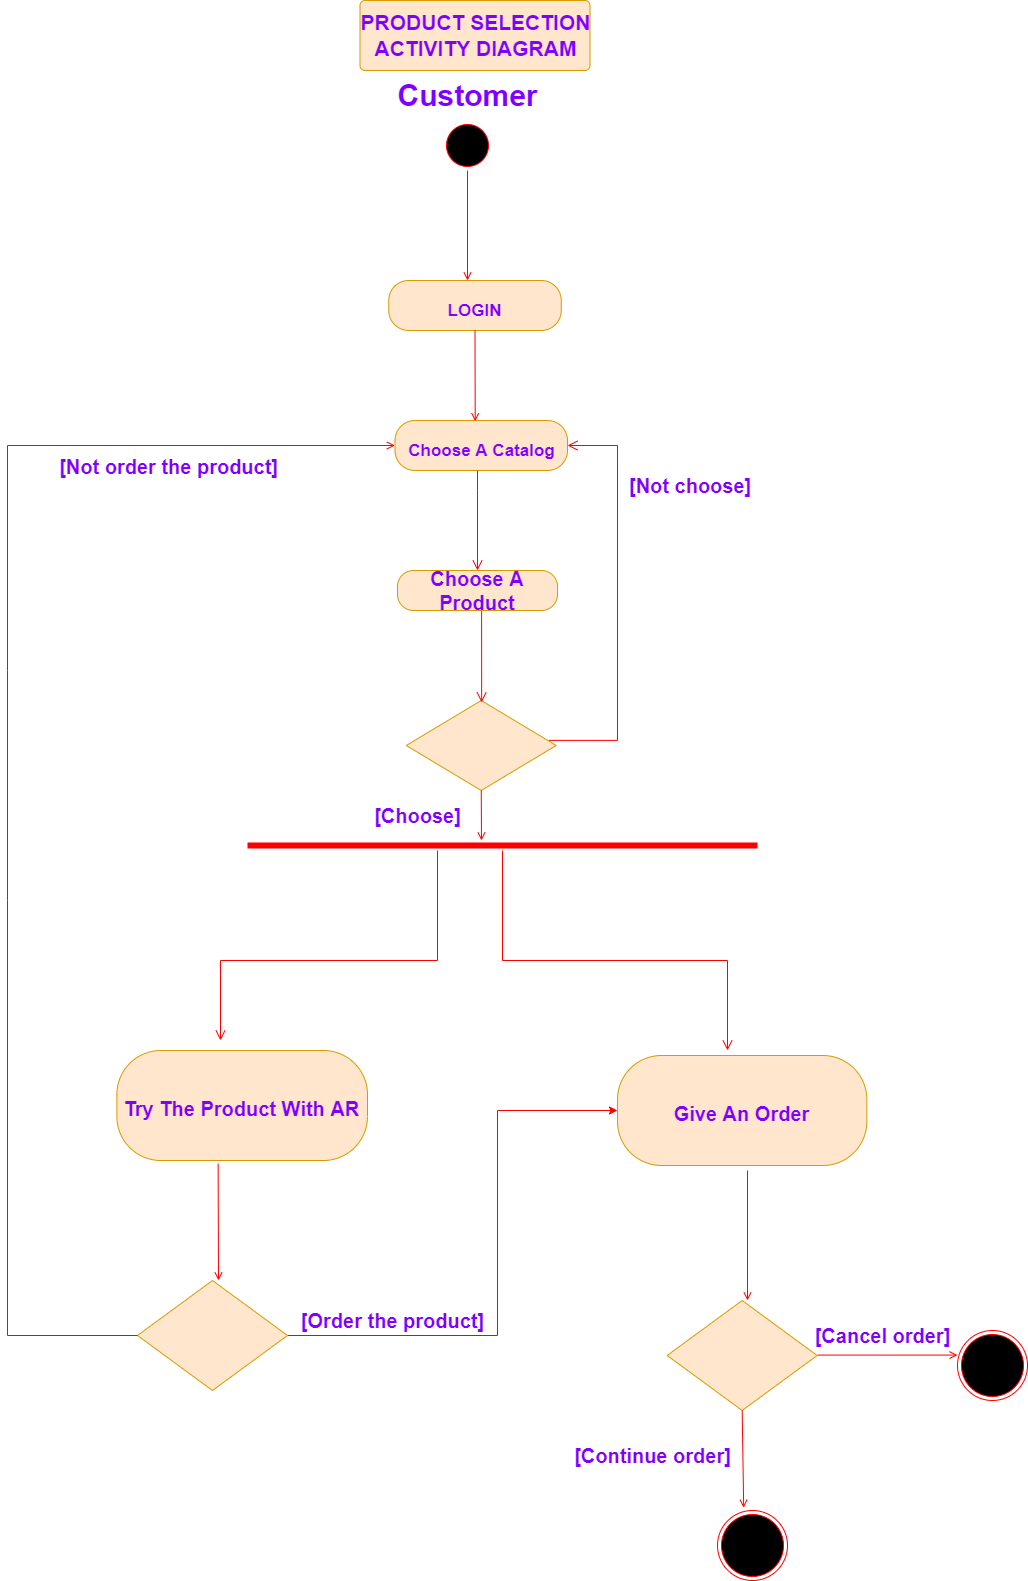 PRODUCT SELECTION
ACTIVITY DIAGRAM
Customer
LOGIN
Choose A Catalog
[Not order the product]
[Not choose]
Choose A
Product
[Choose]
Try The Product With AR
Give An Order
[Order the product]
[Cancel order]
[Continue order]